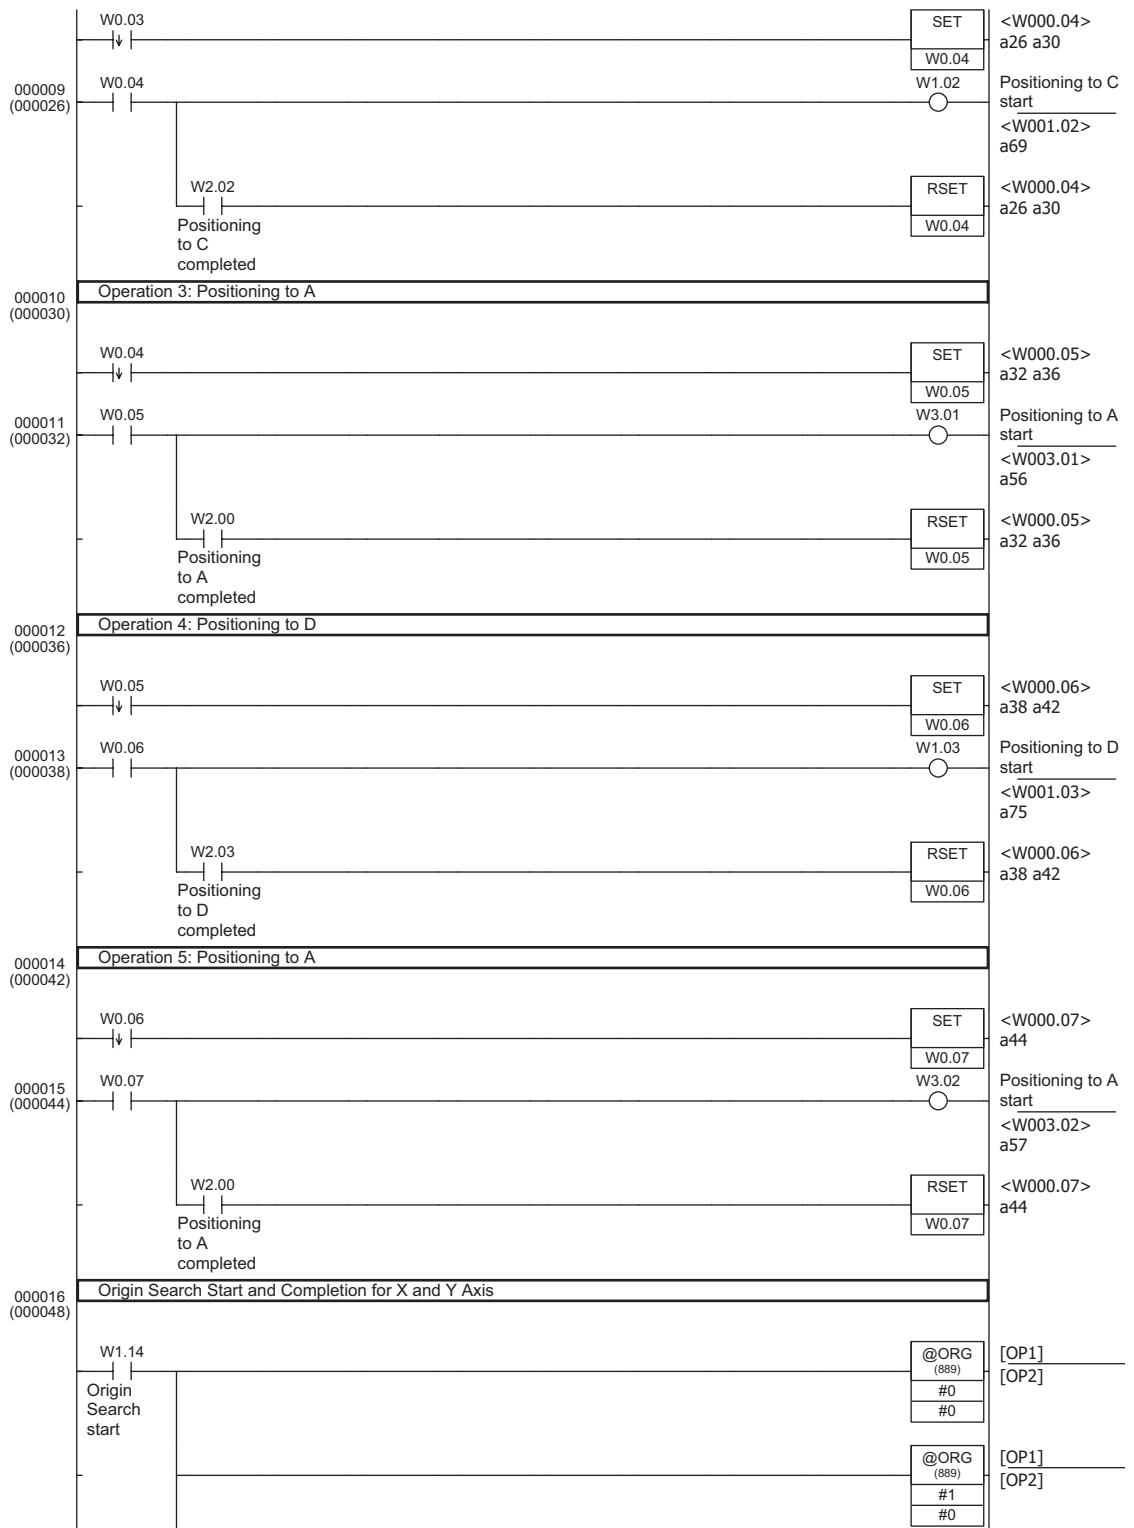 W0.03
SET
W0.04
<W000.04>
a26 a30
000009
(000026)
W0.04
W1.02
Positioning to C
start
<W001.02>
a69
W2.02
Positioning
to C
completed
RSET
W0.04
<W000.04>
a26 a30
000010
(000030)
Operation 3: Positioning to A
W0.04
SET
W0.05
<W000.05>
a32 a36
000011
(000032)
W0.05
W3.01
Positioning to A
start
<W003.01>
a56
W2.00
Positioning
to A
completed
RSET
W0.05
<W000.05>
a32 a36
000012
(000036)
Operation 4: Positioning to D
W0.05
SET
W0.06
<W000.06>
a38 a42
000013
(000038)
W0.06
W1.03
Positioning to D
start
<W001.03>
a75
W2.03
Positioning
to D
completed
RSET
W0.06
<W000.06>
a38 a42
000014
(000042)
Operation 5: Positioning to A
W0.06
SET
W0.07
<W000.07>
a44
000015
(000044)
W0.07
W3.02
Positioning to A
start
<W003.02>
a57
W2.00
Positioning
to A
completed
RSET
W0.07
<W000.07>
a44
000016
(000048)
Origin Search Start and Completion for X and Y Axis
W1.14
Origin
Search
start
@ORG
(889)
#0
#0
[OP1]
[OP2]
@ORG
(889)
#1
#0
[OP1]
[OP2]